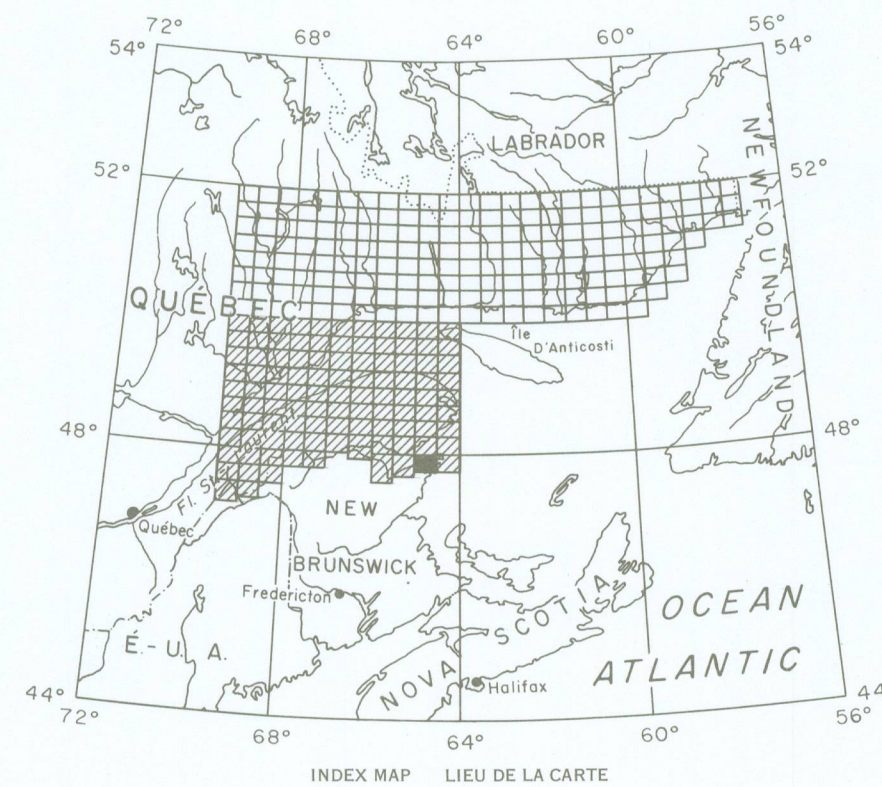 72° 68° 64° 60° 56°
54° 54°
LABRADOR
52° 52°
NEWFOUNDLAND
QUÉBEC
Île
D'Anticosti
48° 48°
Fl. St. Laurent
Québec
NEW
BRUNSWICK
Fredericton
É.-U. A.
NOVA SCOTIA
Halifax
OCEAN
ATLANTIC
44° 44
72° 68° 64° 60° 56°
INDEX MAP LIEU DE LA CARTE